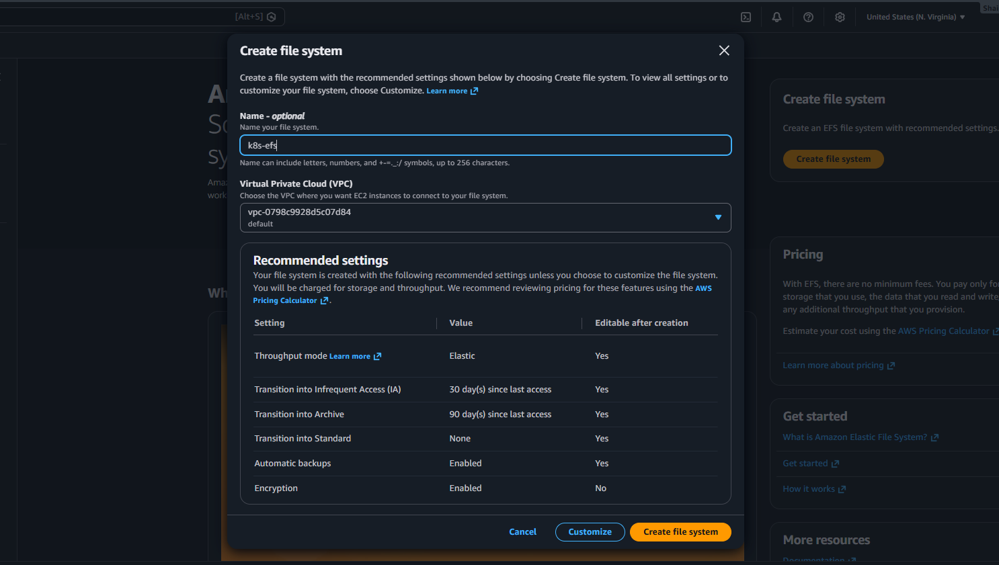 [Alt+S]
United States (N. Virginia)
Shai
Create file system
Create a file system with the recommended settings shown below by choosing Create file system. To view all settings or to
customize your file system, choose Customize. Learn more
Name - optional
Name your file system.
k8s-efs
Name can include letters, numbers, and +-=._:/ symbols, up to 256 characters.
Virtual Private Cloud (VPC)
Choose the VPC where you want EC2 instances to connect to your file system.
vpc-0798c9928d5c07d84
default
Recommended settings
Your file system is created with the following recommended settings unless you choose to customize the file system.
You will be charged for storage and throughput. We recommend reviewing pricing for these features using the AWS
Pricing Calculator.
Setting Value Editable after creation
Throughput mode Learn more Elastic Yes
Transition into Infrequent Access (IA) 30 day(s) since last access Yes
Transition into Archive 90 day(s) since last access Yes
Transition into Standard None Yes
Automatic backups Enabled Yes
Encryption Enabled No
Cancel Customize Create file system
A
Sc
sy
Amaz
work
Wh
Create file system
Create an EFS file system with recommended settings.
Create file system
Pricing
With EFS, there are no minimum fees. You pay only for
storage that you use, the data that you read and write,
any additional throughput that you provision.
Estimate your cost using the AWS Pricing Calculator
Learn more about pricing
Get started
What is Amazon Elastic File System?
Get started
How it works
More resources
Documentation